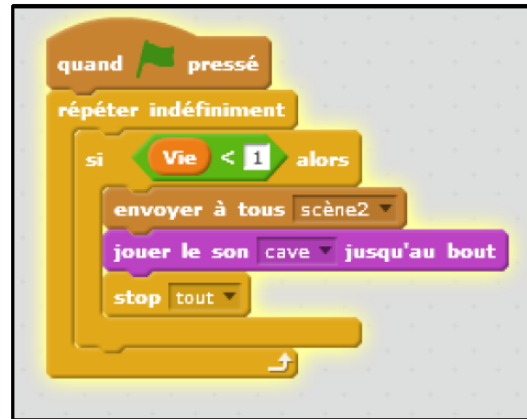 quand pressé
répéter indéfiniment
si Vie < 1 alors
envoyer à tous scène2
jouer le son cave jusqu'au bout
stop tout